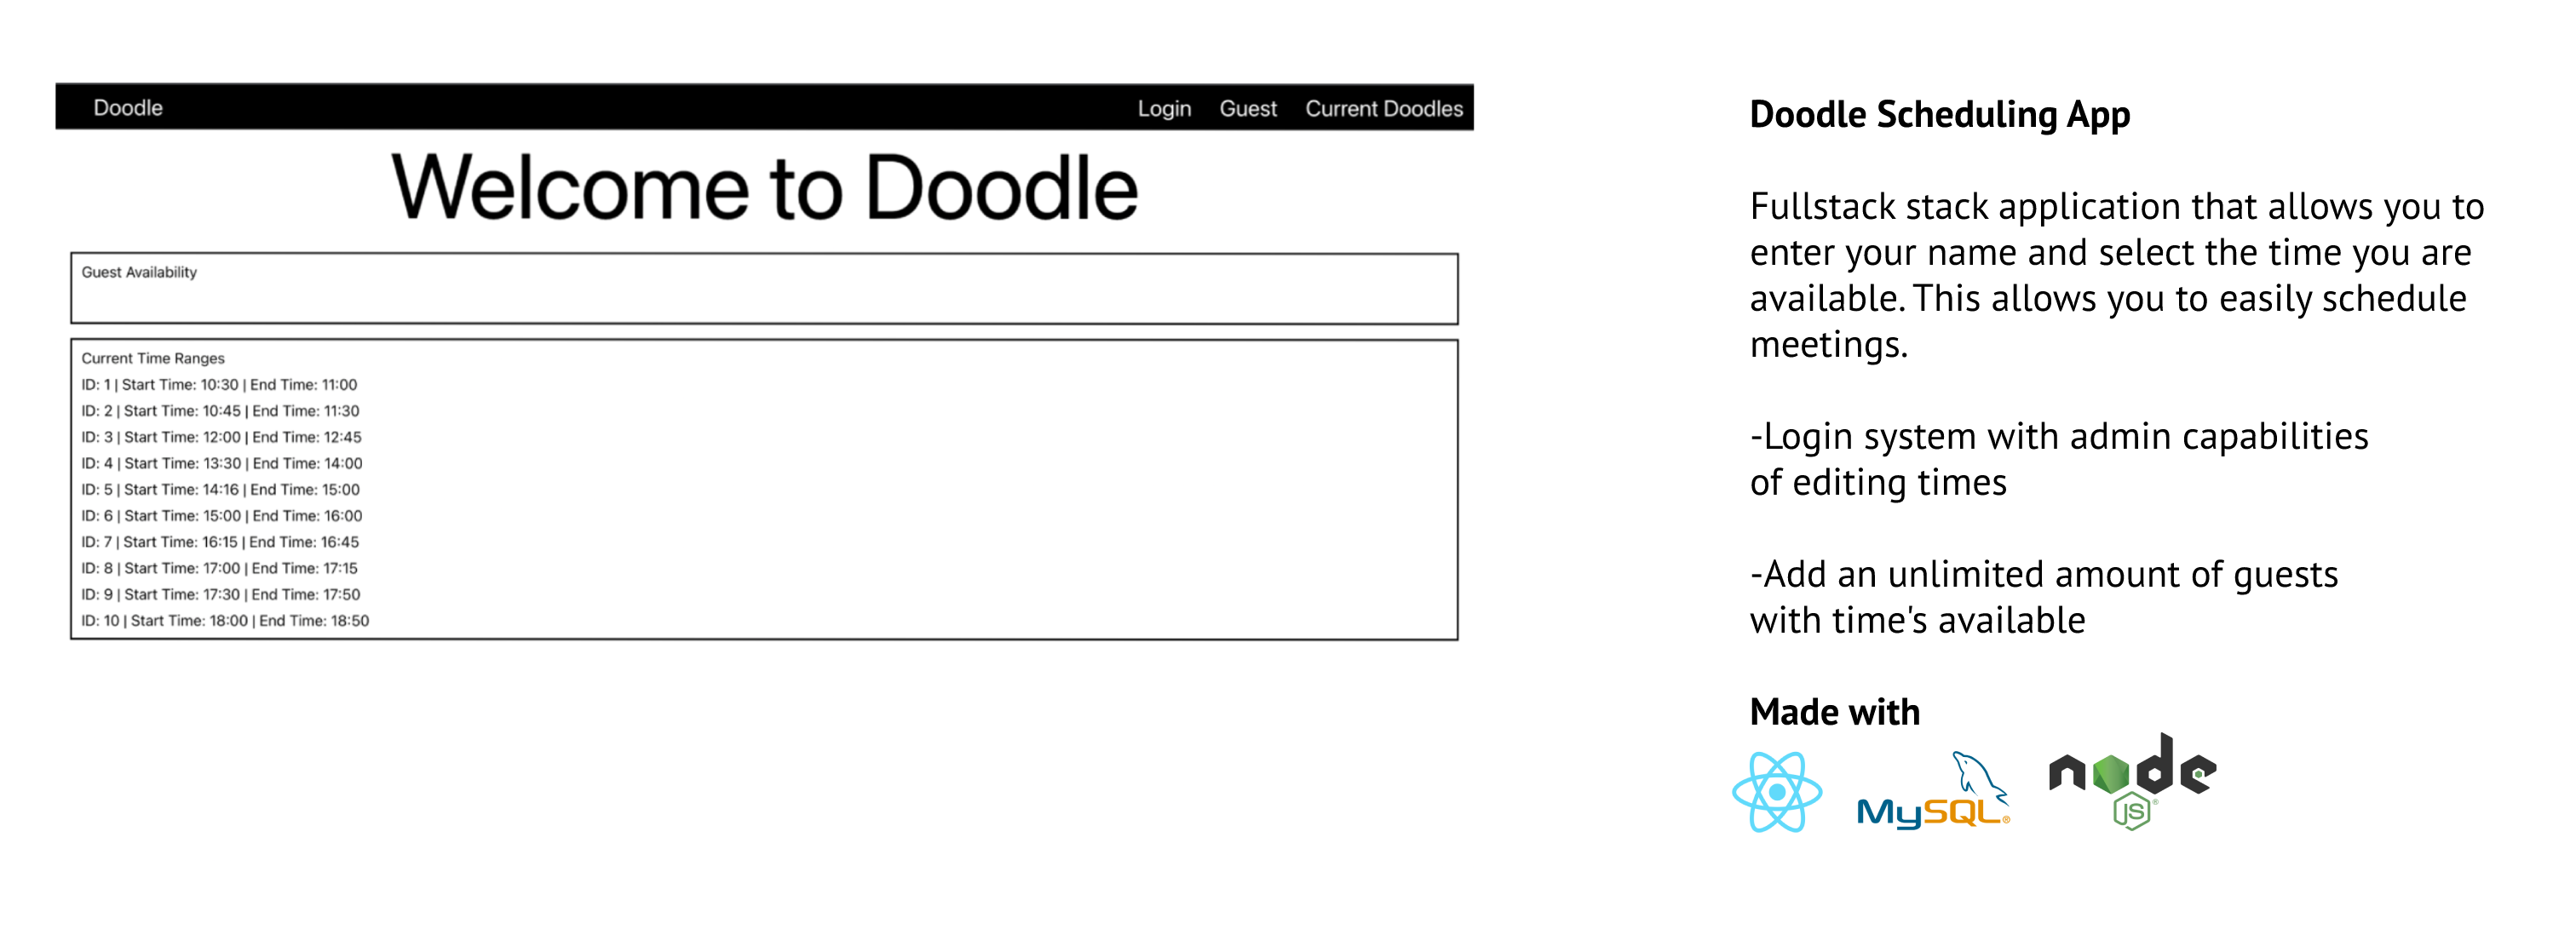 Doodle
Login Guest Current Doodles
Welcome to Doodle
Guest Availability
Current Time Ranges
ID: 1 | Start Time: 10:30 | End Time: 11:00
ID: 2 | Start Time: 10:45 | End Time: 11:30
ID: 3 | Start Time: 12:00 | End Time: 12:45
ID: 4 | Start Time: 13:30 | End Time: 14:00
ID: 5 | Start Time: 14:16 | End Time: 15:00
ID: 6 | Start Time: 15:00 | End Time: 16:00
ID: 7 | Start Time: 16:15 | End Time: 16:45
ID: 8 | Start Time: 17:00 | End Time: 17:15
ID: 9 | Start Time: 17:30 | End Time: 17:50
ID: 10 | Start Time: 18:00 | End Time: 18:50
Doodle Scheduling App
Fullstack stack application that allows you to
enter your name and select the time you are
available. This allows you to easily schedule
meetings.
-Login system with admin capabilities
of editing times
-Add an unlimited amount of guests
with time's available
Made with
MySQL®
node
JS®